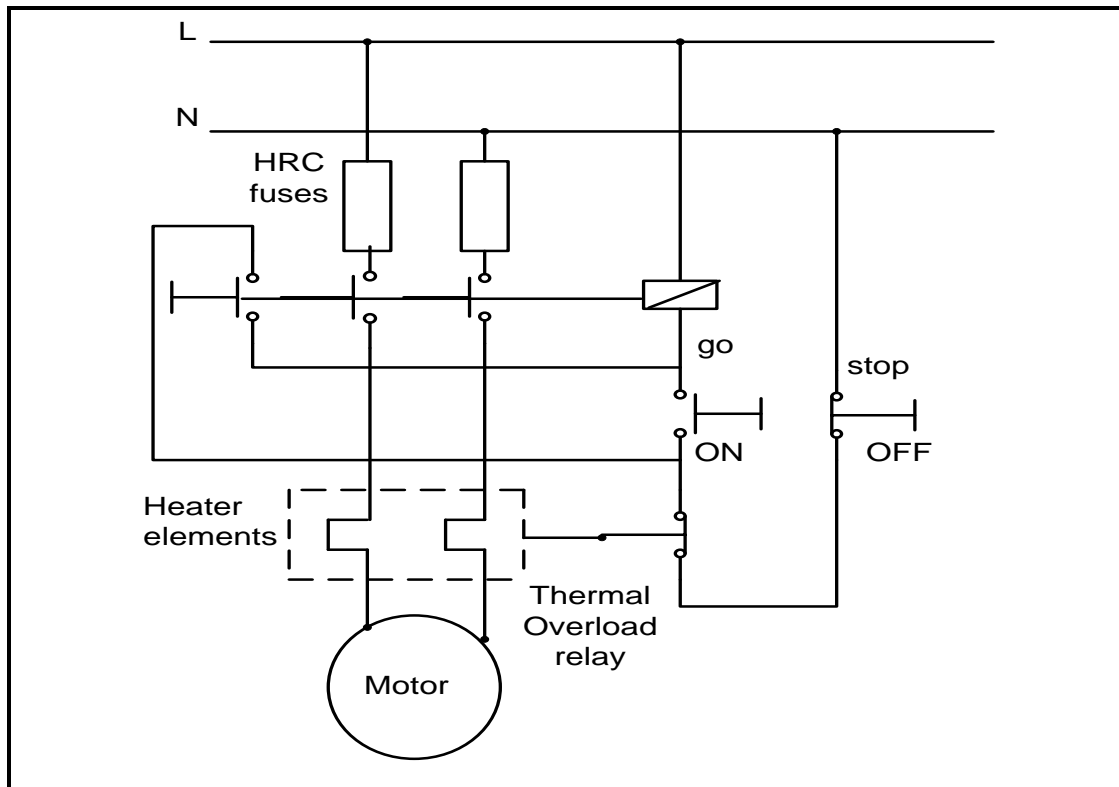 L
N
HRC
fuses
go
stop
ON
OFF
Heater
elements
Thermal
Overload
relay
Motor